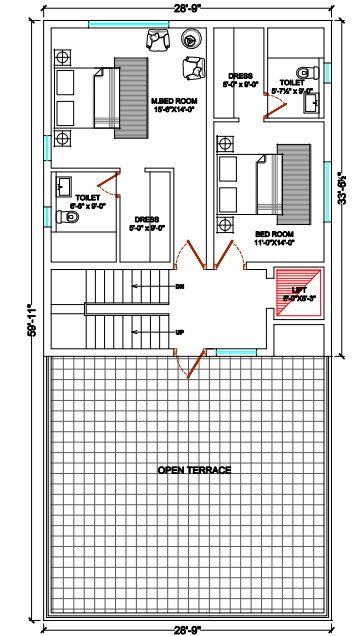 28'-9"
M.BED ROOM
15'-6"X14'-0"
DRESS
5'-0" x 9'-0"
TOILET
5'-7½" x 9'-0"
33'-6½"
TOILET
6'-6" x 9'-0"
DRESS
5'-0" x 9'-0"
BED ROOM
11'-0"X14'-0"
DN
LIFT
5'-0"X5'-3"
UP
59'-11"
OPEN TERRACE
28'-9"